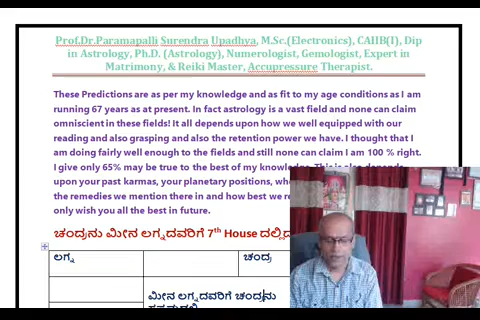 Prof.Dr.Paramapalli Surendra Upadhya, M.Sc.(Electronics), CAIIB(I), Dip
in Astrology, Ph.D. (Astrology), Numerologist, Gemologist, Expert in
Matrimony, & Reiki Master, Accupressure Therapist.
These Predictions are as per my knowledge and as fit to my age conditions as I am
running 67 years as at present. In fact astrology is a vast field and none can claim
omniscient in these fields! It all depends upon how we well equipped with our
reading and also grasping and also the retention power we have. I thought that I
am doing fairly well enough to the fields and still none can claim I am 100 % right.
I give only 65% may be true to the best of my knowledge. This is also depends
upon your past karmas, your planetary positions,
the remedies we mention there in and how best we
only wish you all the best in future.
ಚಂದ್ರನು ಮೀನ ಲಗ್ನದವರಿಗೆ 7th House
ಲಗ್ನ ಚಂದ್ರ
ಮೀನ ಲಗ್ನದವರಿಗೆ ಚಂದ್ರನು